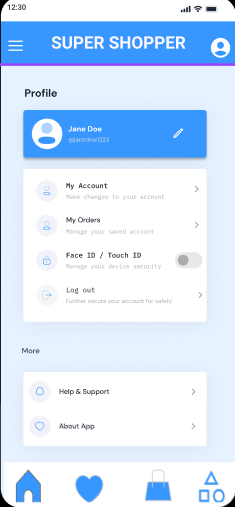 12:30
SUPER SHOPPER
Profile
Jane Doe
@janedow1213
My Account
Make changes to your account
My Orders
Manage your saved account
Face ID / Touch ID
Manage your device security
Log out
Further secure your account for safety
More
Help & Support
About App